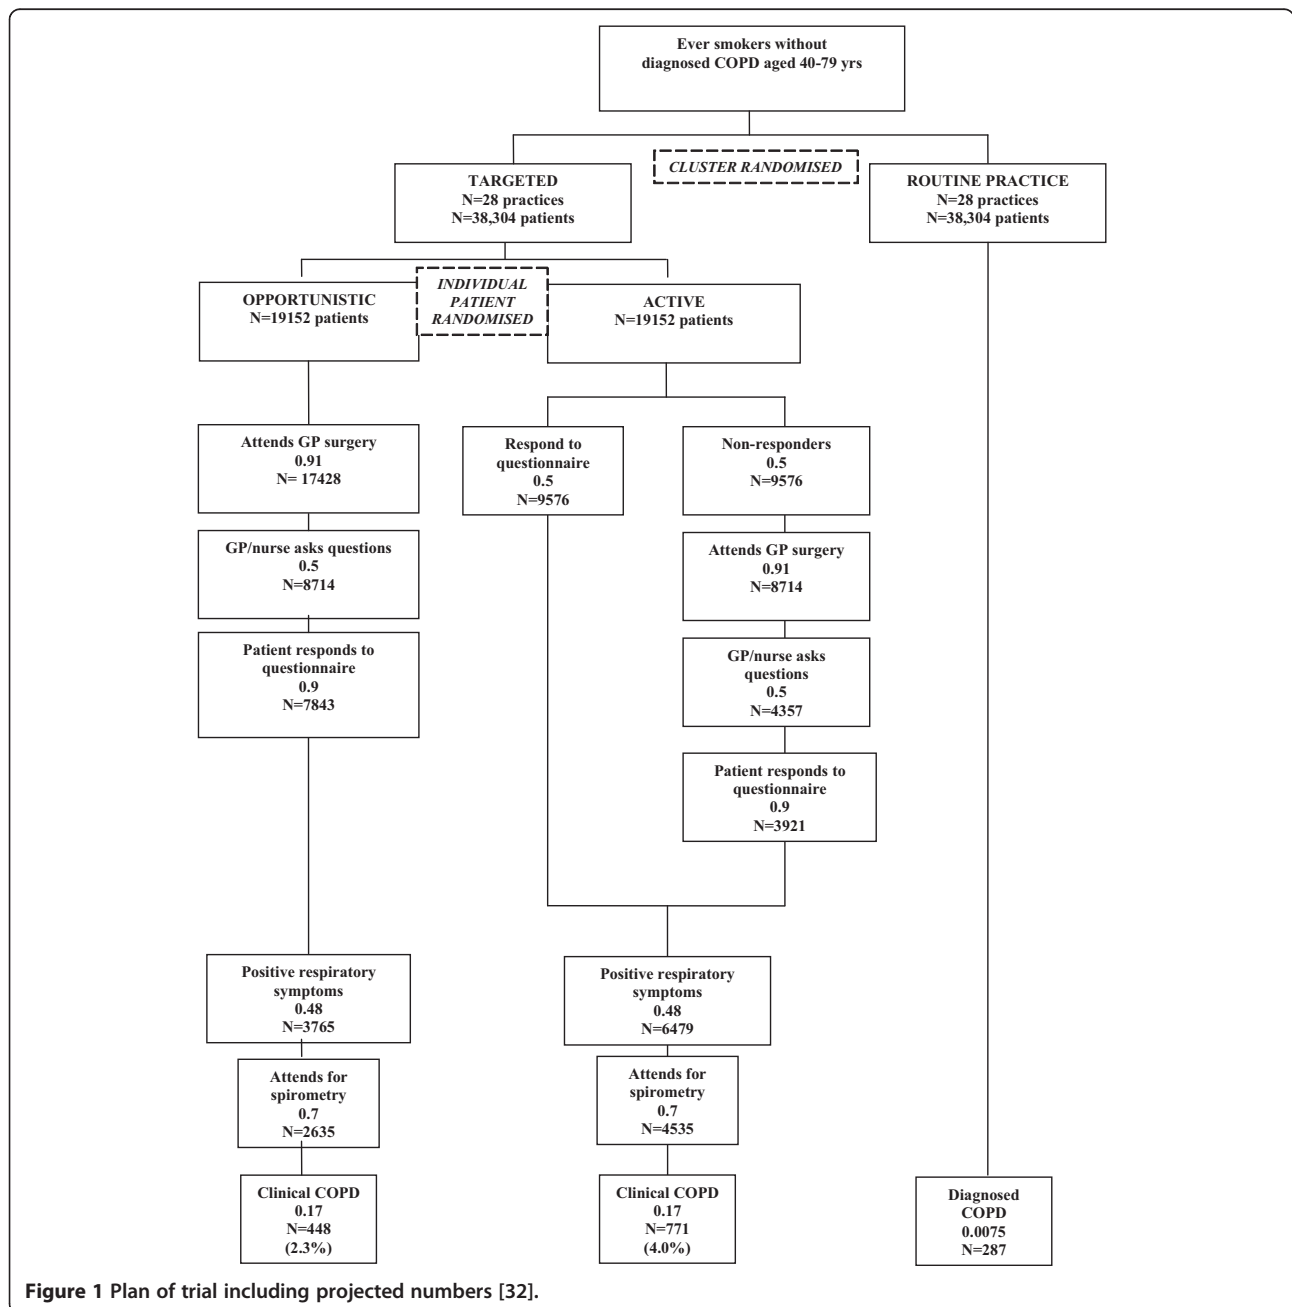 Ever smokers without
diagnosed COPD aged 40-79 yrs
CLUSTER RANDOMISED
TARGETED
N=28 practices
N=38,304 patients
ROUTINE PRACTICE
N=28 practices
N=38,304 patients
INDIVIDUAL
PATIENT
RANDOMISED
OPPORTUNISTIC
N=19152 patients
ACTIVE
N=19152 patients
Attends GP surgery
0.91
N= 17428
Respond to
questionnaire
0.5
N=9576
Non-responders
0.5
N=9576
GP/nurse asks questions
0.5
N=8714
Attends GP surgery
0.91
N=8714
Patient responds to
questionnaire
0.9
N=7843
GP/nurse asks
questions
0.5
N=4357
Patient responds to
questionnaire
0.9
N=3921
Positive respiratory
symptoms
0.48
N=3765
Positive respiratory
symptoms
0.48
N=6479
Attends for
spirometry
0.7
N=2635
Attends for
spirometry
0.7
N=4535
Clinical COPD
0.17
N=448
(2.3%)
Clinical COPD
0.17
N=771
(4.0%)
Diagnosed
COPD
0.0075
N=287
Figure 1 Plan of trial including projected numbers [32].